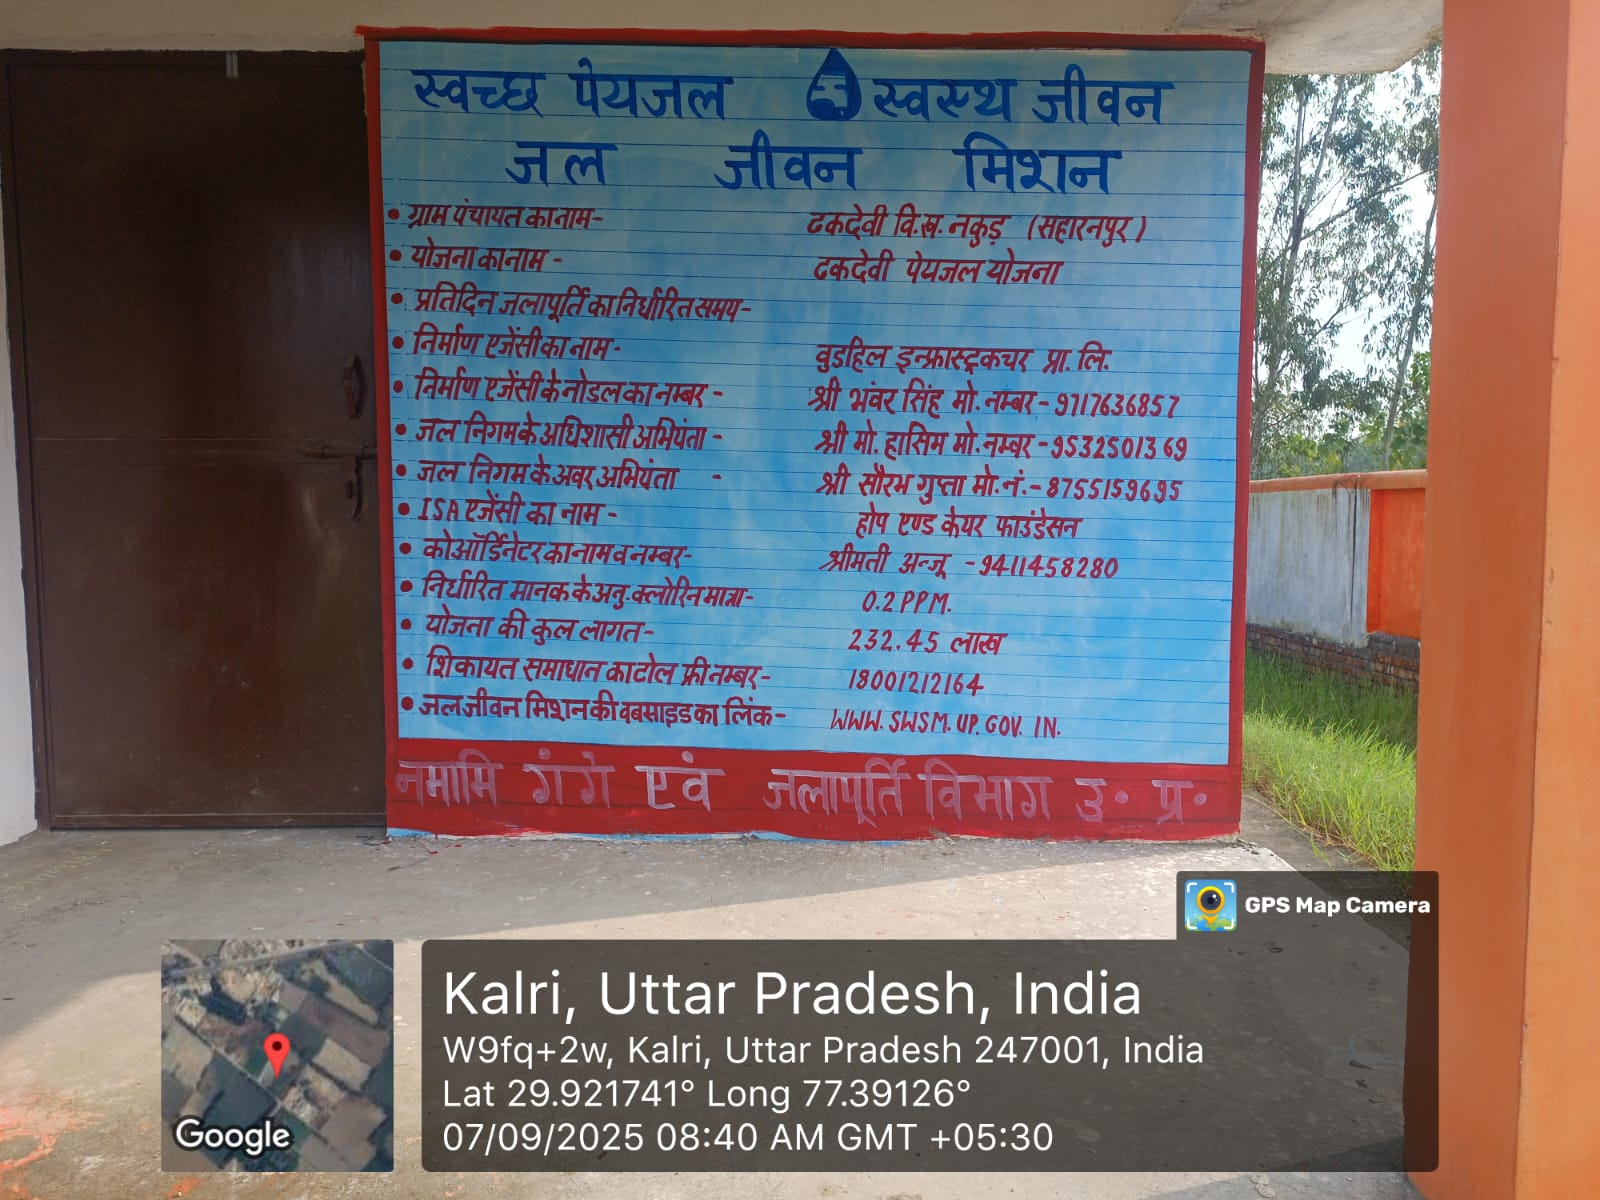 स्वच्छ पेयजल स्वस्थ जीवन
जल जीवन मिशन
• ग्राम पंचायत का नाम- ढकदेवी वि.ख. नकुड़ (सहारनपुर)
• योजना का नाम - ढकदेवी पेयजल योजना
• प्रतिदिन जलापूर्ति का निर्धारित समय-
• निर्माण एजेंसी का नाम- वुडहिल इन्फ्रास्ट्रकचर प्रा. लि.
• निर्माण एजेंसी के नोडल का नम्बर - श्री भंवर सिंह मो. नम्बर - 9717636857
• जल निगम के अधिशासी अभियंता - श्री मो. हासिम मो. नम्बर - 9532501369
• जल निगम के अवर अभियंता - श्री सौरभ गुप्ता मो. नं. - 8755159695
• ISA एजेंसी का नाम - होप एण्ड केयर फाउंडेसन
• कोऑर्डिनेटर का नाम व नम्बर- श्रीमती अन्जू - 9411458280
• निर्धारित मानक के अनु. क्लोरिन मात्रा- 0.2 PPM.
• योजना की कुल लागत- 232.45 लाख
• शिकायत समाधान का टोल फ्री नम्बर- 18001212164
• जल जीवन मिशन की वबसाइड का लिंक- WWW. SWSM. UP. GOV. IN.
नमामि गंगे एवं जलापूर्ति विभाग उ. प्र.
GPS Map Camera
Kalri, Uttar Pradesh, India
W9fq+2w, Kalri, Uttar Pradesh 247001, India
Lat 29.921741° Long 77.39126°
07/09/2025 08:40 AM GMT +05:30
Google